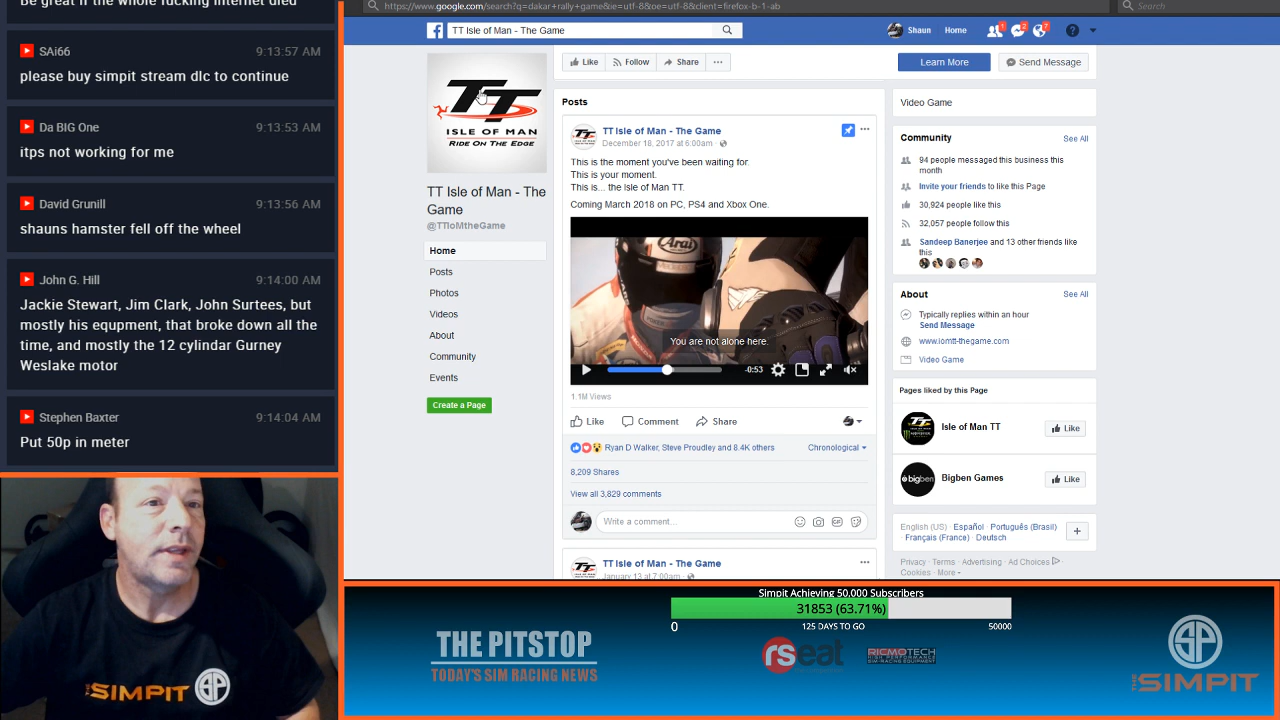 Be great if the whole fucking internet died
SAi66 9:13:57 AM
please buy simpit stream dlc to continue
Da BIG One 9:13:53 AM
itps not working for me
David Grunill 9:13:56 AM
shauns hamster fell off the wheel
John G. Hill 9:14:00 AM
Jackie Stewart, Jim Clark, John Surtees, but
mostly his equpment, that broke down all the
time, and mostly the 12 cylindar Gurney
Weslake motor
Stephen Baxter 9:14:04 AM
Put 50p in meter
THE SIMPIT
https://www.google.com/search?q=dakar+rally+game&ie=utf-8&oe=utf-8&client=firefox-b-1-ab
Search
TT Isle of Man - The Game
Shaun Home 1 2 7
TT
ISLE OF MAN
RIDE ON THE EDGE
TT Isle of Man - The
Game
@TTIoMtheGame
Home
Posts
Photos
Videos
About
Community
Events
Create a Page
Like Follow Share
Learn More Send Message
Posts
TT Isle of Man - The Game
December 18, 2017 at 6:00am
This is the moment you've been waiting for.
This is your moment.
This is... the Isle of Man TT.
Coming March 2018 on PC, PS4 and Xbox One.
Arai
You are not alone here.
-0:53
1.1M Views
Like Comment Share
Ryan D Walker, Steve Proudley and 8.4K others Chronological
8,209 Shares
View all 3,829 comments
Write a comment...
TT Isle of Man - The Game
January 13 at 7:00am
Video Game
Community See All
94 people messaged this business this
month
Invite your friends to like this Page
30,924 people like this
32,057 people follow this
Sandeep Banerjee and 13 other friends like
this
About See All
Typically replies within an hour
Send Message
www.iomtt-thegame.com
Video Game
Pages liked by this Page
Isle of Man TT Like
bigben
Bigben Games Like
English (US) · Español · Português (Brasil) ·
Français (France) · Deutsch
Privacy · Terms · Advertising · Ad Choices
Cookies · More
THE PITSTOP
TODAY'S SIM RACING NEWS
Simpit Achieving 50,000 Subscribers
31853 (63.71%)
0 125 DAYS TO GO 50000
rseat
RICMOTECH
HIGH PERFORMANCE
SIM-RACING EQUIPMENT
THE SIMPIT